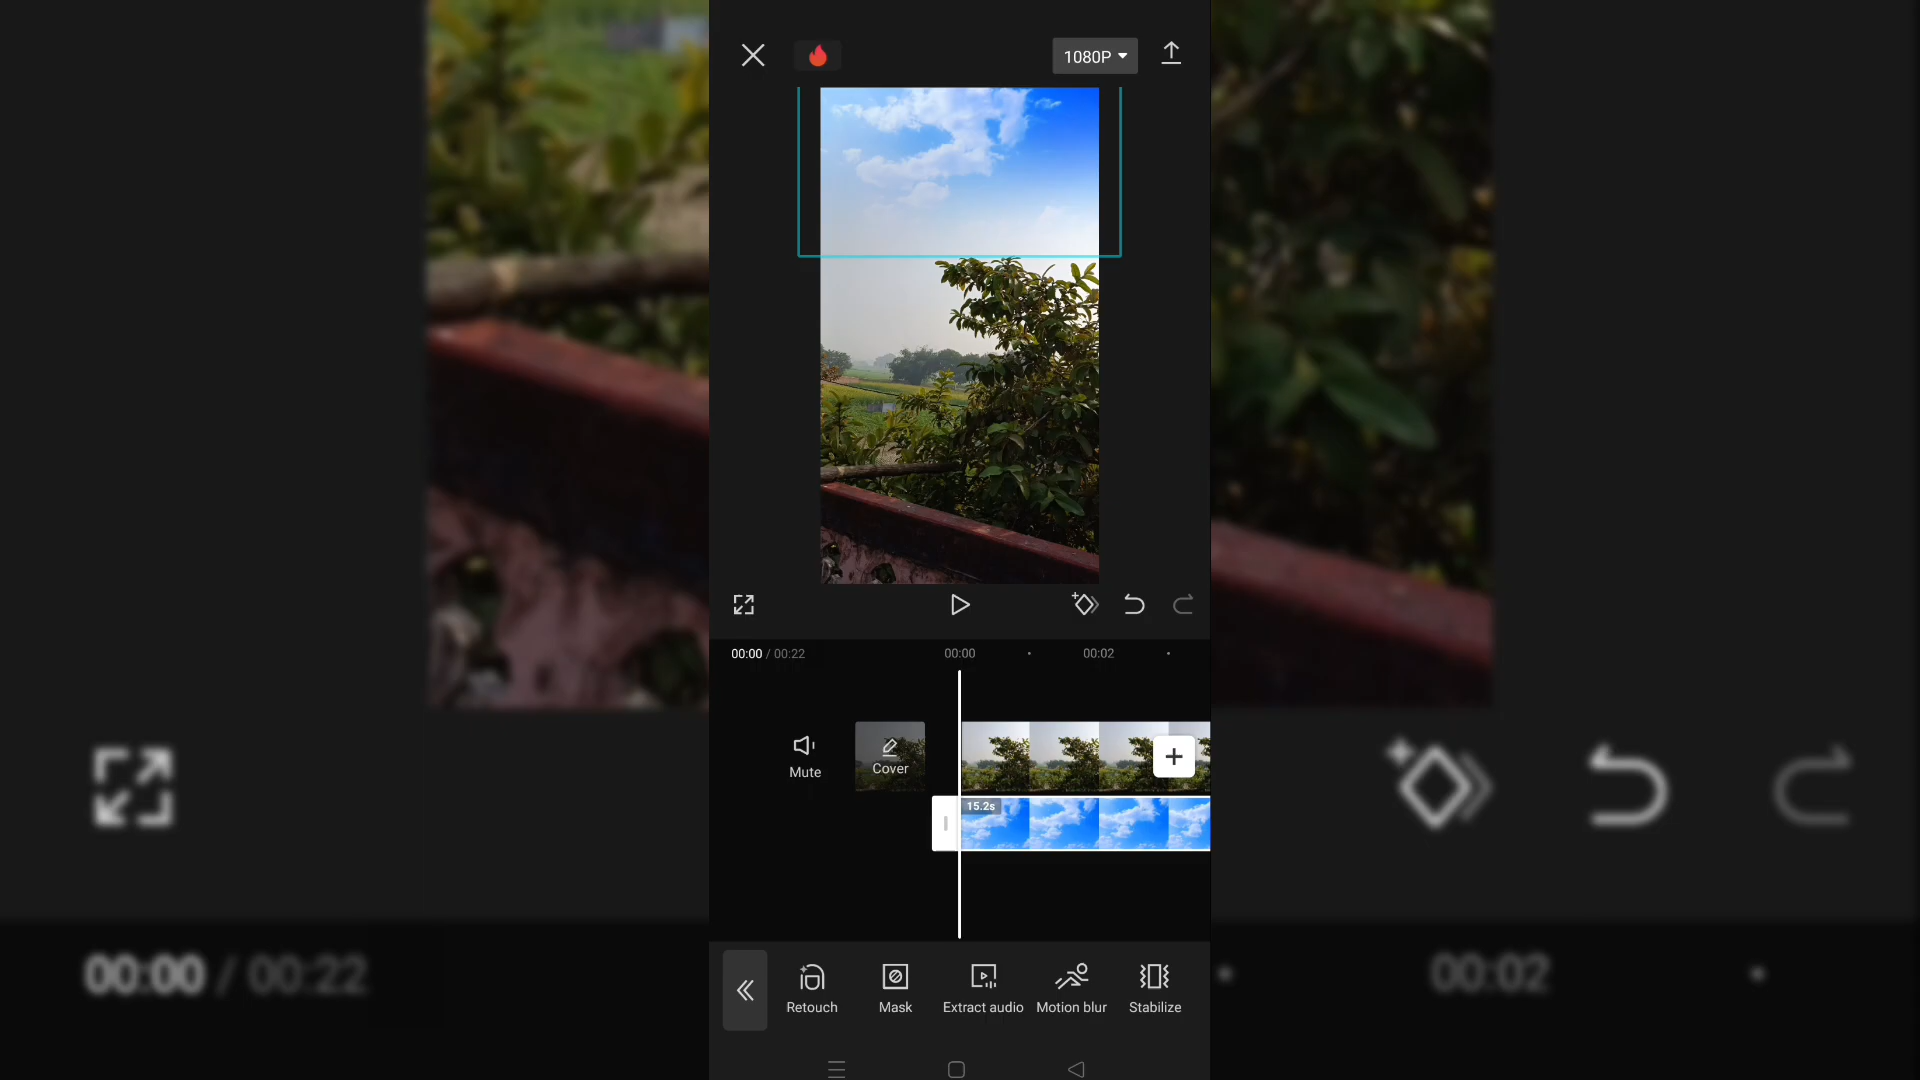 1080P
00:00 / 00:22
00:00
00:02
Mute
Cover
15.2s
Retouch
Mask
Extract audio
Motion blur
Stabilize
00:00 / 00:22
00:02